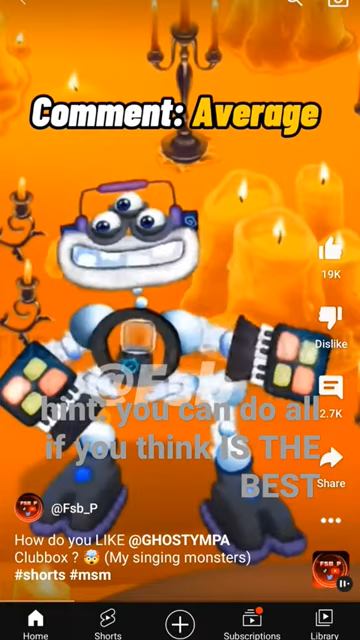 Comment: Average
19K
Dislike
@Fsb
hint: you can do all
if you think IS THE
BEST
2.7K
Share
@Fsb_P
How do you LIKE @GHOSTYMPA
Clubbox ? 🤯 (My singing monsters)
#shorts #msm
FSB_P
Home
Shorts
Subscriptions
Library